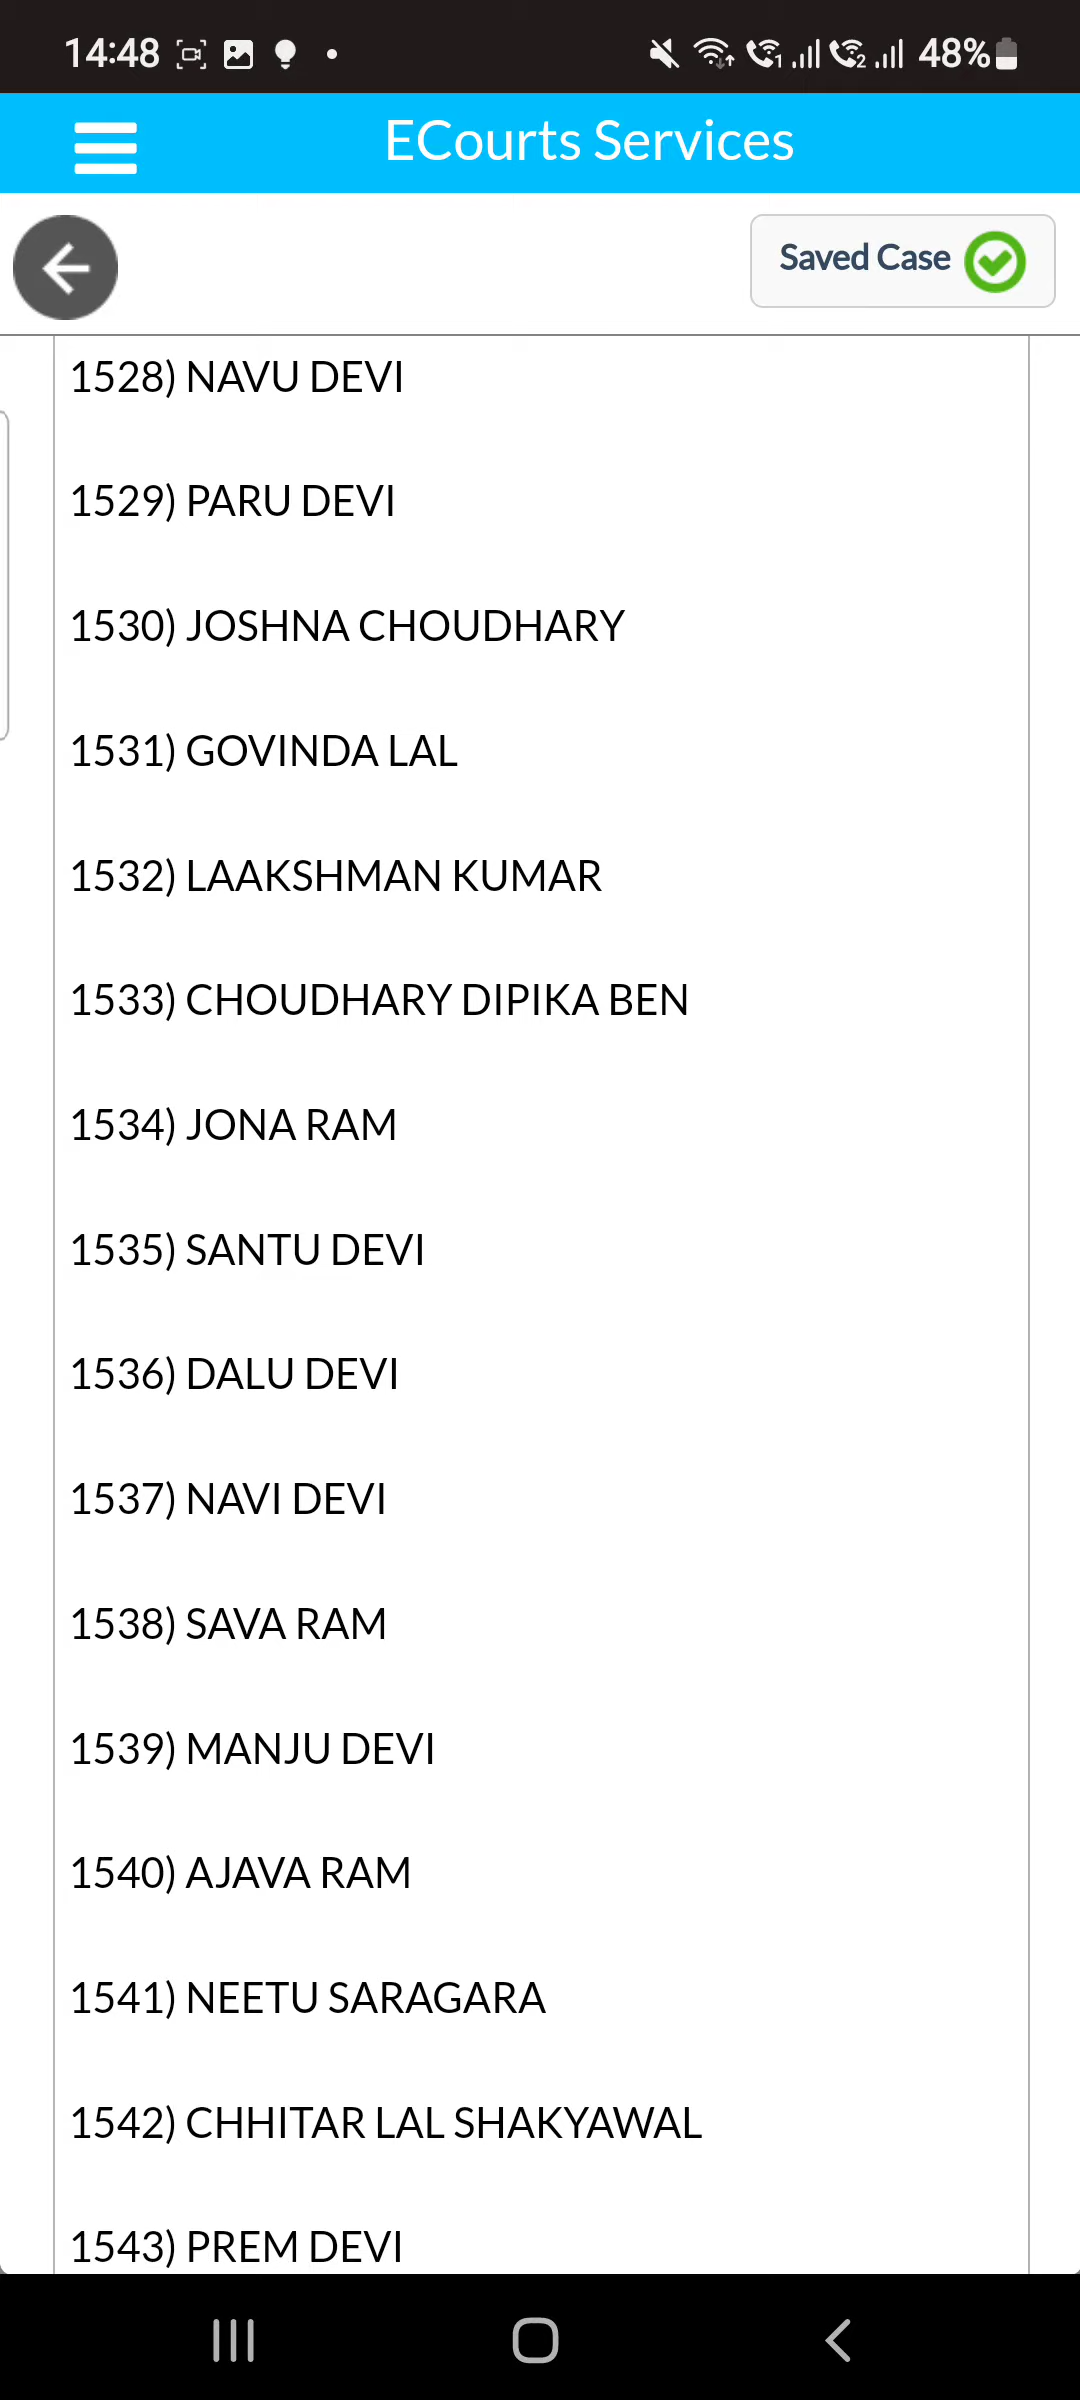 14:48
1 2 48%
ECourts Services
Saved Case
1528) NAVU DEVI
1529) PARU DEVI
1530) JOSHNA CHOUDHARY
1531) GOVINDA LAL
1532) LAAKSHMAN KUMAR
1533) CHOUDHARY DIPIKA BEN
1534) JONA RAM
1535) SANTU DEVI
1536) DALU DEVI
1537) NAVI DEVI
1538) SAVA RAM
1539) MANJU DEVI
1540) AJAVA RAM
1541) NEETU SARAGARA
1542) CHHITAR LAL SHAKYAWAL
1543) PREM DEVI